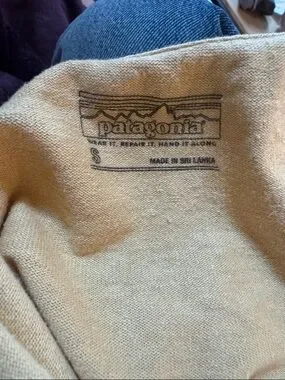 patagonia®
WEAR IT. REPAIR IT. HAND IT ALONG.
S
MADE IN SRI LANKA